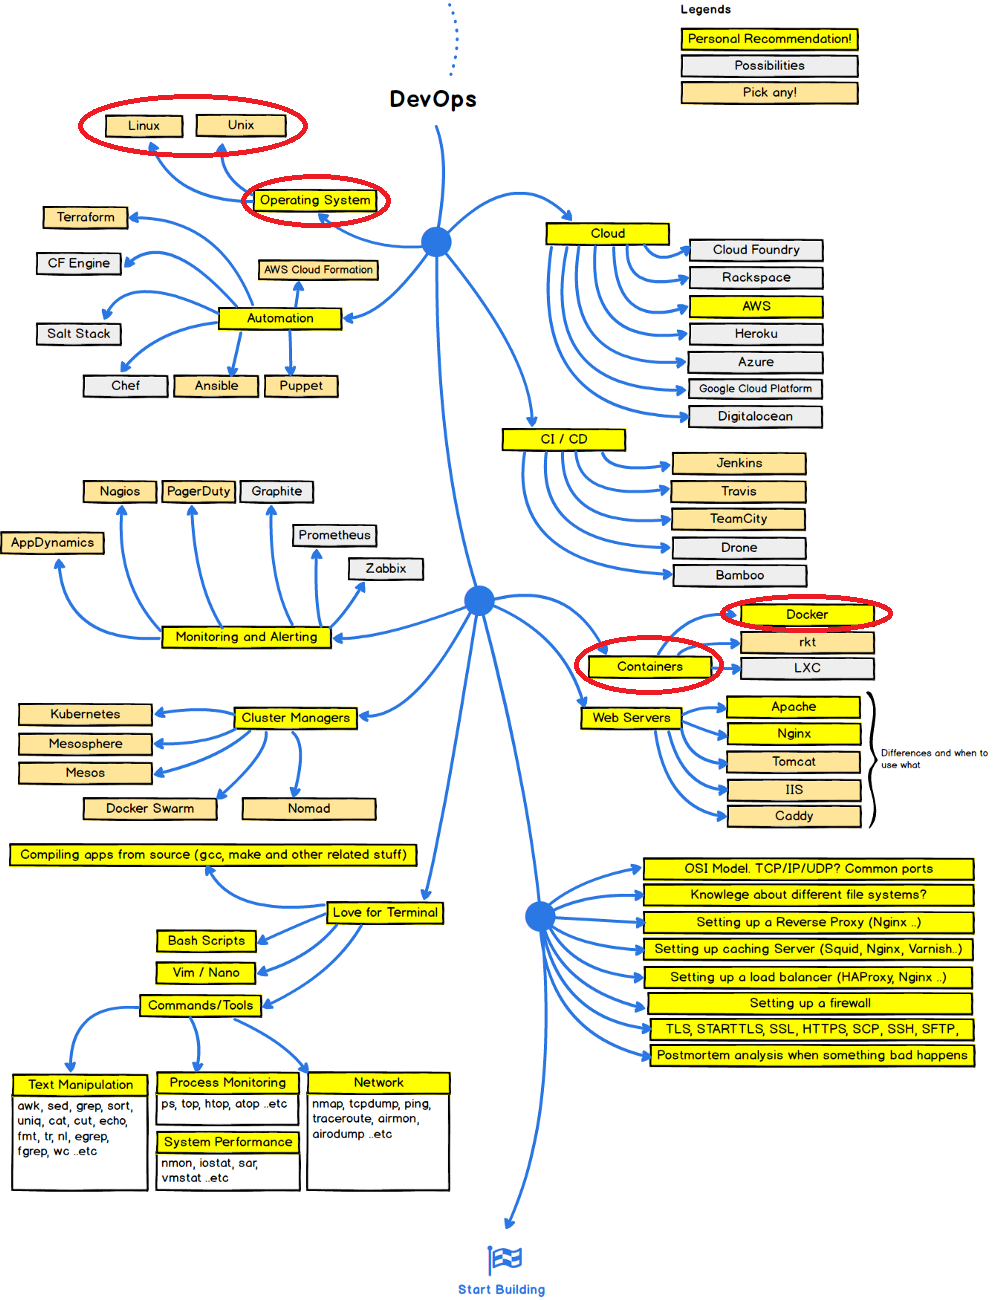 Legends
Personal Recommendation!
Possibilities
Pick any!
DevOps
Linux
Unix
Operating System
Terraform
CF Engine
AWS Cloud Formation
Automation
Salt Stack
Chef
Ansible
Puppet
Cloud
Cloud Foundry
Rackspace
AWS
Heroku
Azure
Google Cloud Platform
Digitalocean
CI / CD
Jenkins
Travis
TeamCity
Drone
Bamboo
Nagios
PagerDuty
Graphite
AppDynamics
Prometheus
Zabbix
Monitoring and Alerting
Docker
rkt
LXC
Containers
Web Servers
Apache
Nginx
Tomcat
IIS
Caddy
Differences and when to
use what
Cluster Managers
Kubernetes
Mesosphere
Mesos
Docker Swarm
Nomad
Compiling apps from source (gcc, make and other related stuff)
Love for Terminal
Bash Scripts
Vim / Nano
Commands/Tools
Text Manipulation
awk, sed, grep, sort,
uniq, cat, cut, echo,
fmt, tr, nl, egrep,
fgrep, wc ..etc
Process Monitoring
ps, top, htop, atop ..etc
System Performance
nmon, iostat, sar,
vmstat ..etc
Network
nmap, tcpdump, ping,
traceroute, airmon,
airodump ..etc
OSI Model. TCP/IP/UDP? Common ports
Knowlege about different file systems?
Setting up a Reverse Proxy (Nginx ..)
Setting up caching Server (Squid, Nginx, Varnish..)
Setting up a load balancer (HAProxy, Nginx ..)
Setting up a firewall
TLS, STARTTLS, SSL, HTTPS, SCP, SSH, SFTP,
Postmortem analysis when something bad happens
Start Building